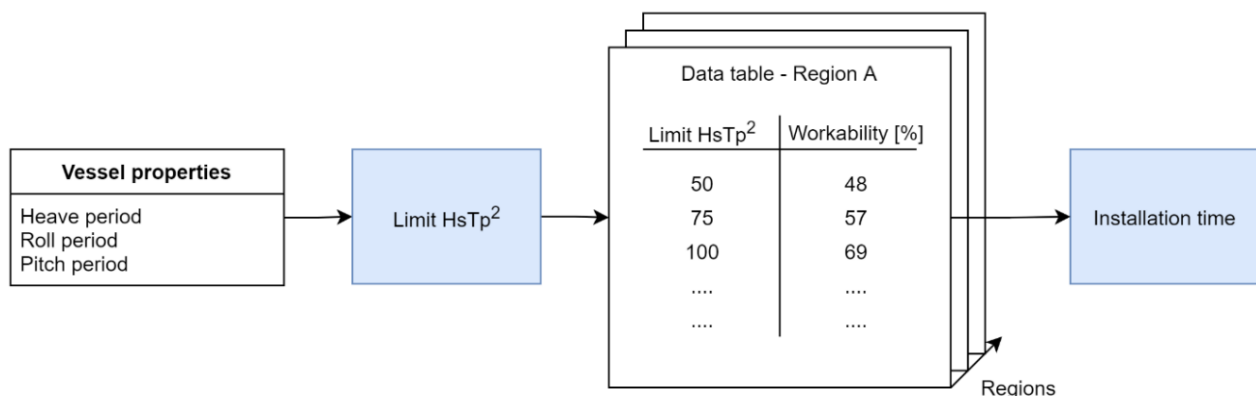 Vessel properties
Heave period
Roll period
Pitch period
Limit HsTp²
Data table - Region A
Limit HsTp² Workability [%]
50 48
75 57
100 69
.... ....
.... ....
Regions
Installation time